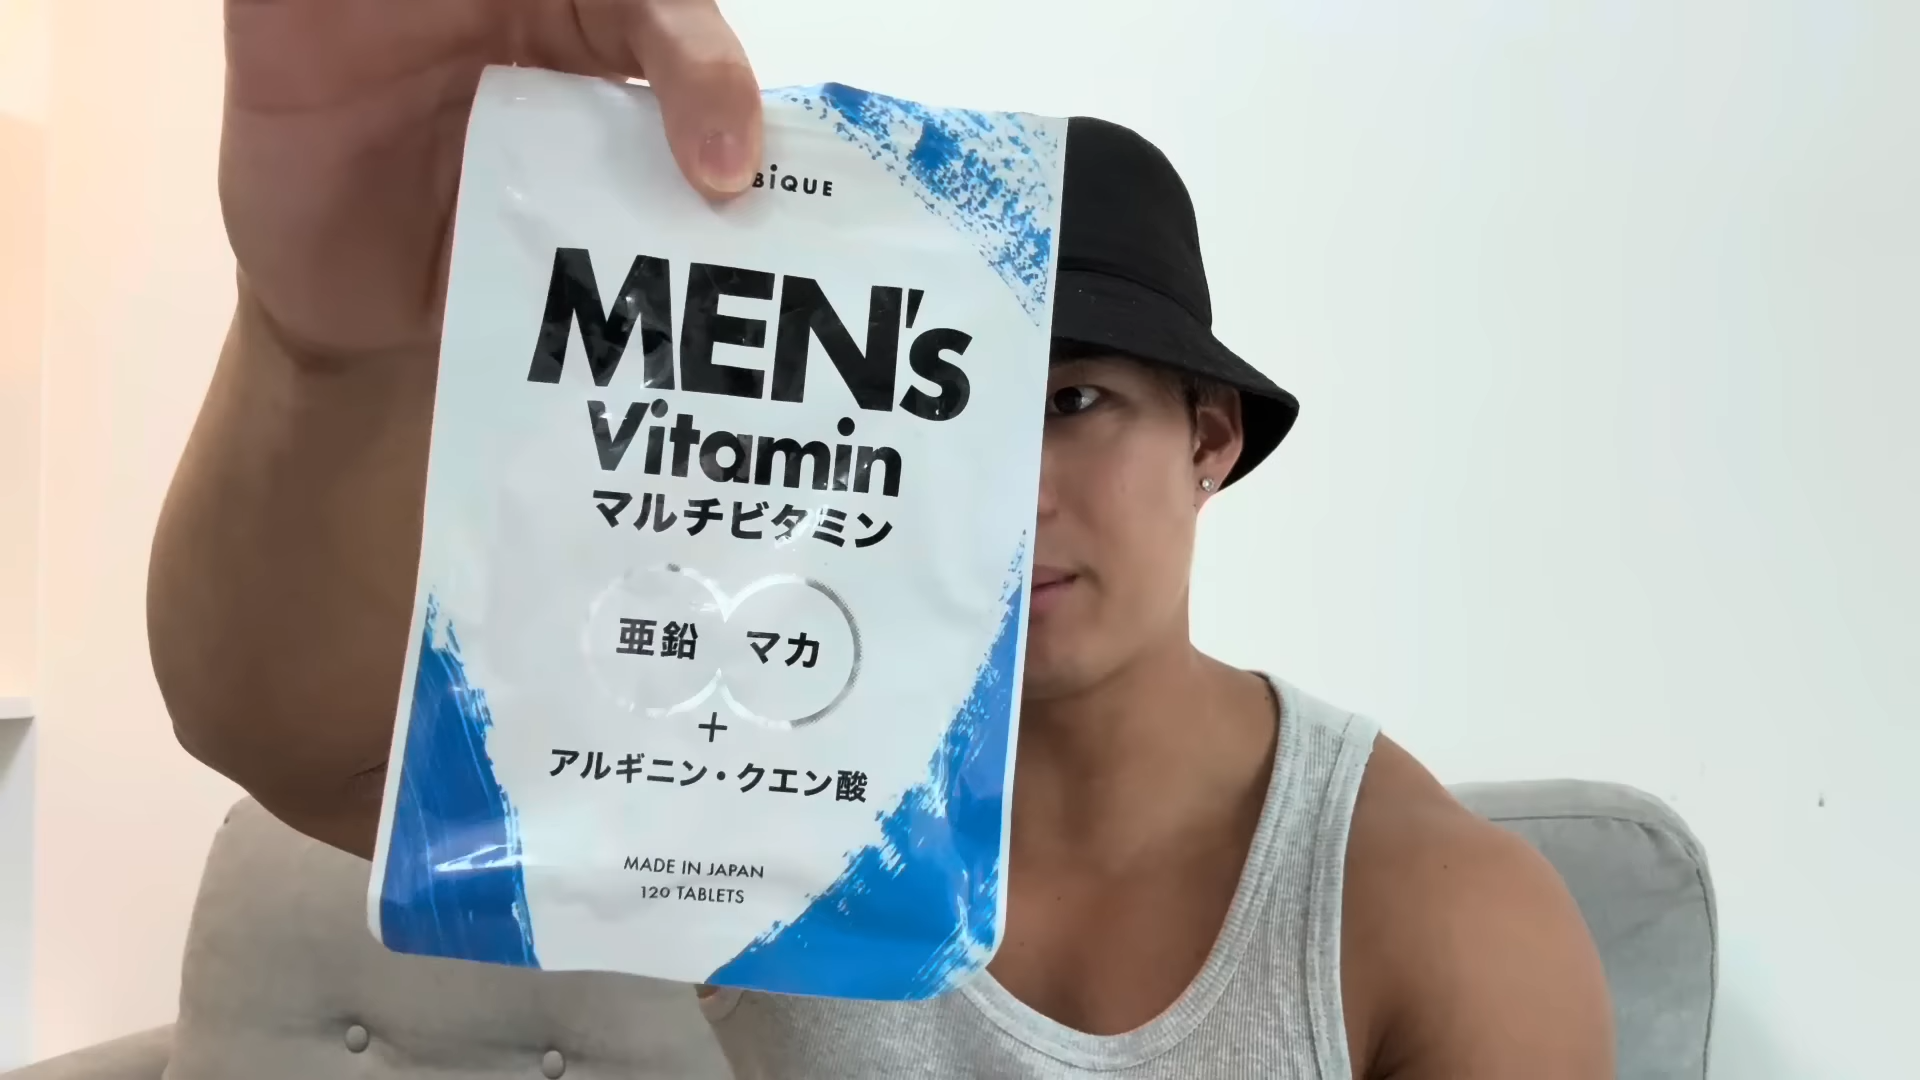 MEN's
Vitamin
マルチビタミン
亜鉛 マカ
+
アルギニン・クエン酸
MADE IN JAPAN
120 TABLETS